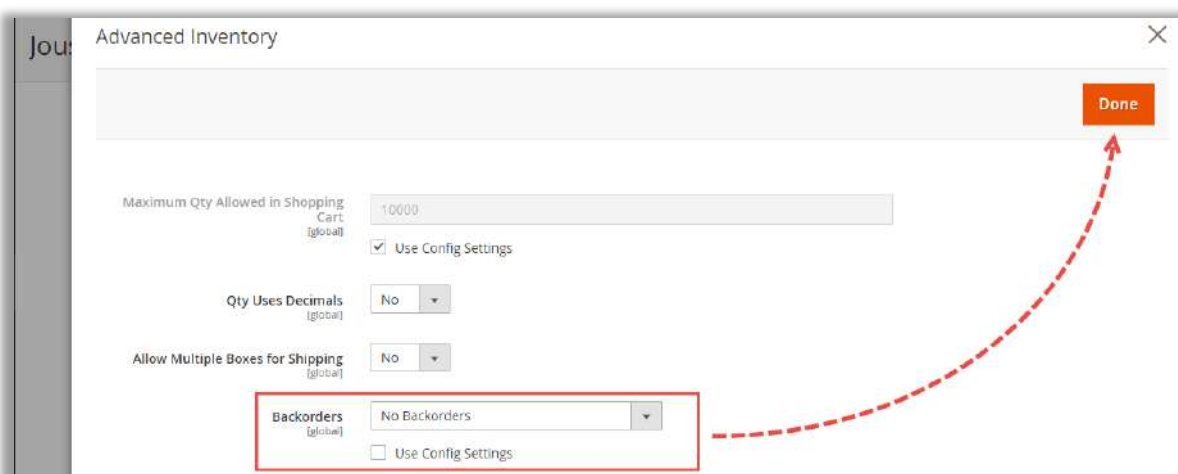 Jou
Advanced Inventory
Done
Maximum Qty Allowed in Shopping
Cart
[global]
10000
Use Config Settings
Qty Uses Decimals
[global]
No
Allow Multiple Boxes for Shipping
[global]
No
Backorders
[global]
No Backorders
Use Config Settings